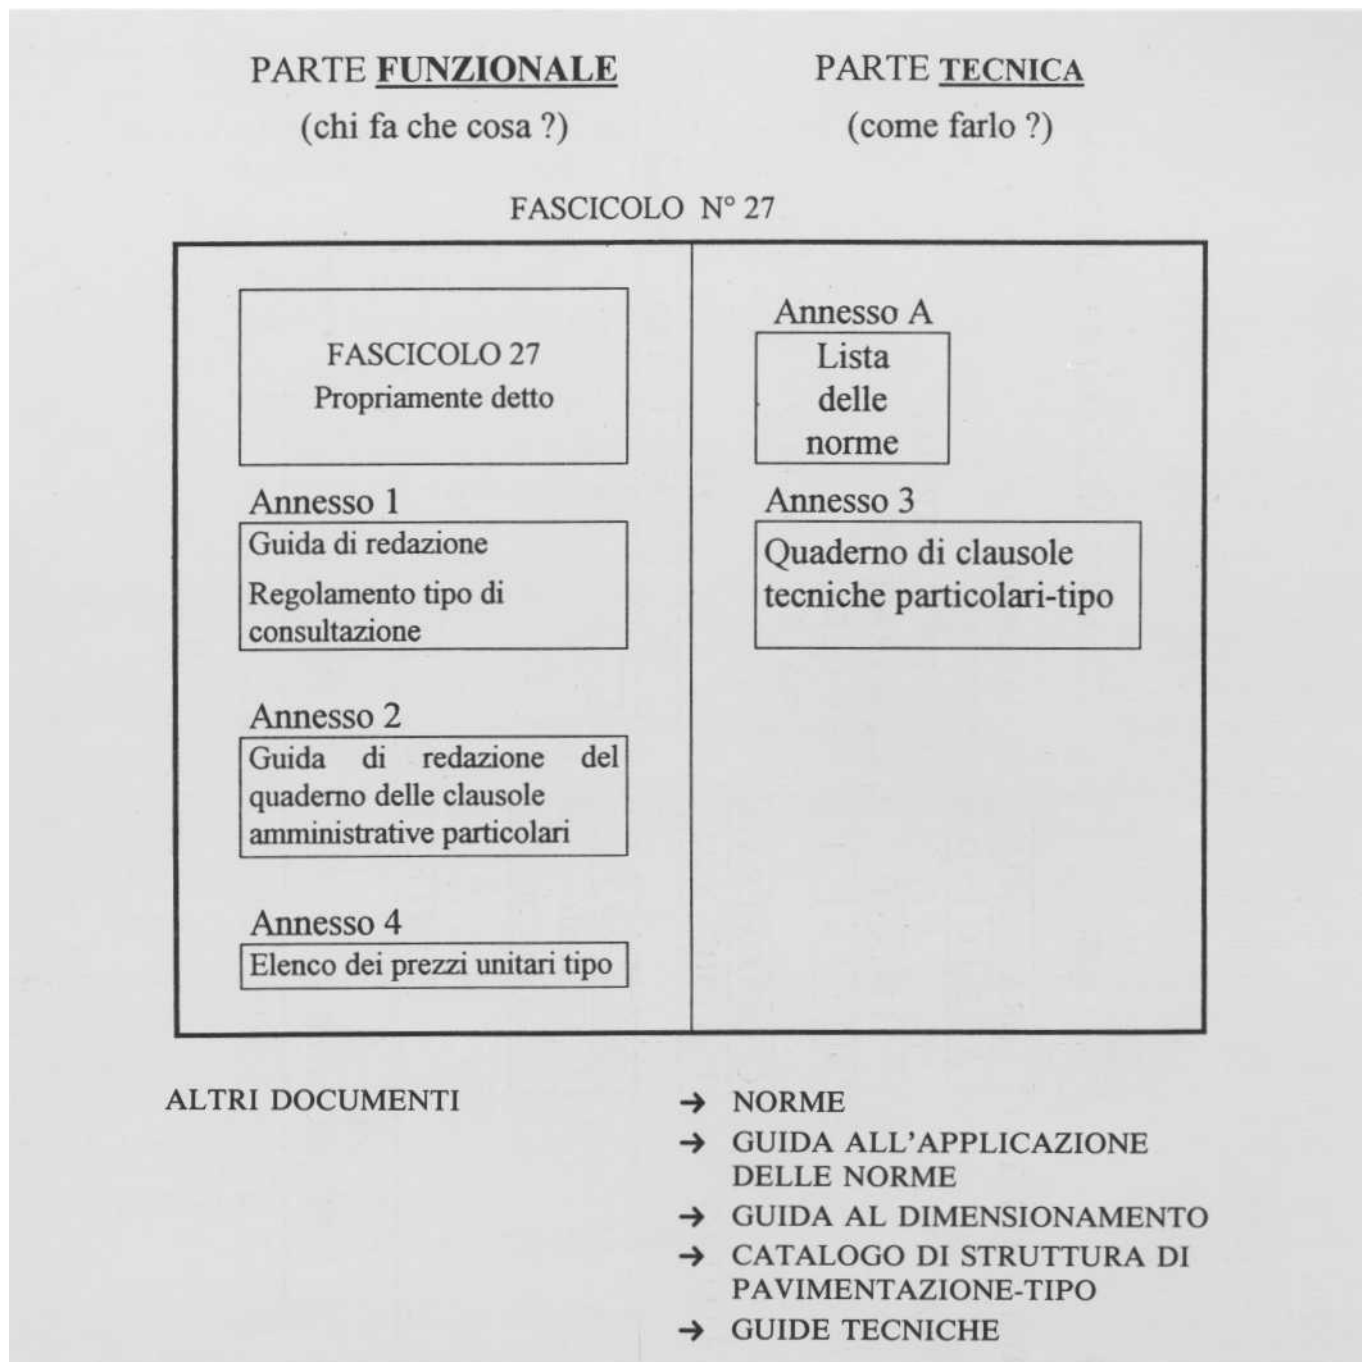 PARTE FUNZIONALE
(chi fa che cosa ?)
PARTE TECNICA
(come farlo ?)
FASCICOLO N° 27
FASCICOLO 27
Propriamente detto
Annesso 1
Guida di redazione
Regolamento tipo di
consultazione
Annesso 2
Guida di redazione del
quaderno delle clausole
amministrative particolari
Annesso 4
Elenco dei prezzi unitari tipo
Annesso A
Lista
delle
norme
Annesso 3
Quaderno di clausole
tecniche particolari-tipo
ALTRI DOCUMENTI
→ NORME
→ GUIDA ALL'APPLICAZIONE
DELLE NORME
→ GUIDA AL DIMENSIONAMENTO
→ CATALOGO DI STRUTTURA DI
PAVIMENTAZIONE-TIPO
→ GUIDE TECNICHE